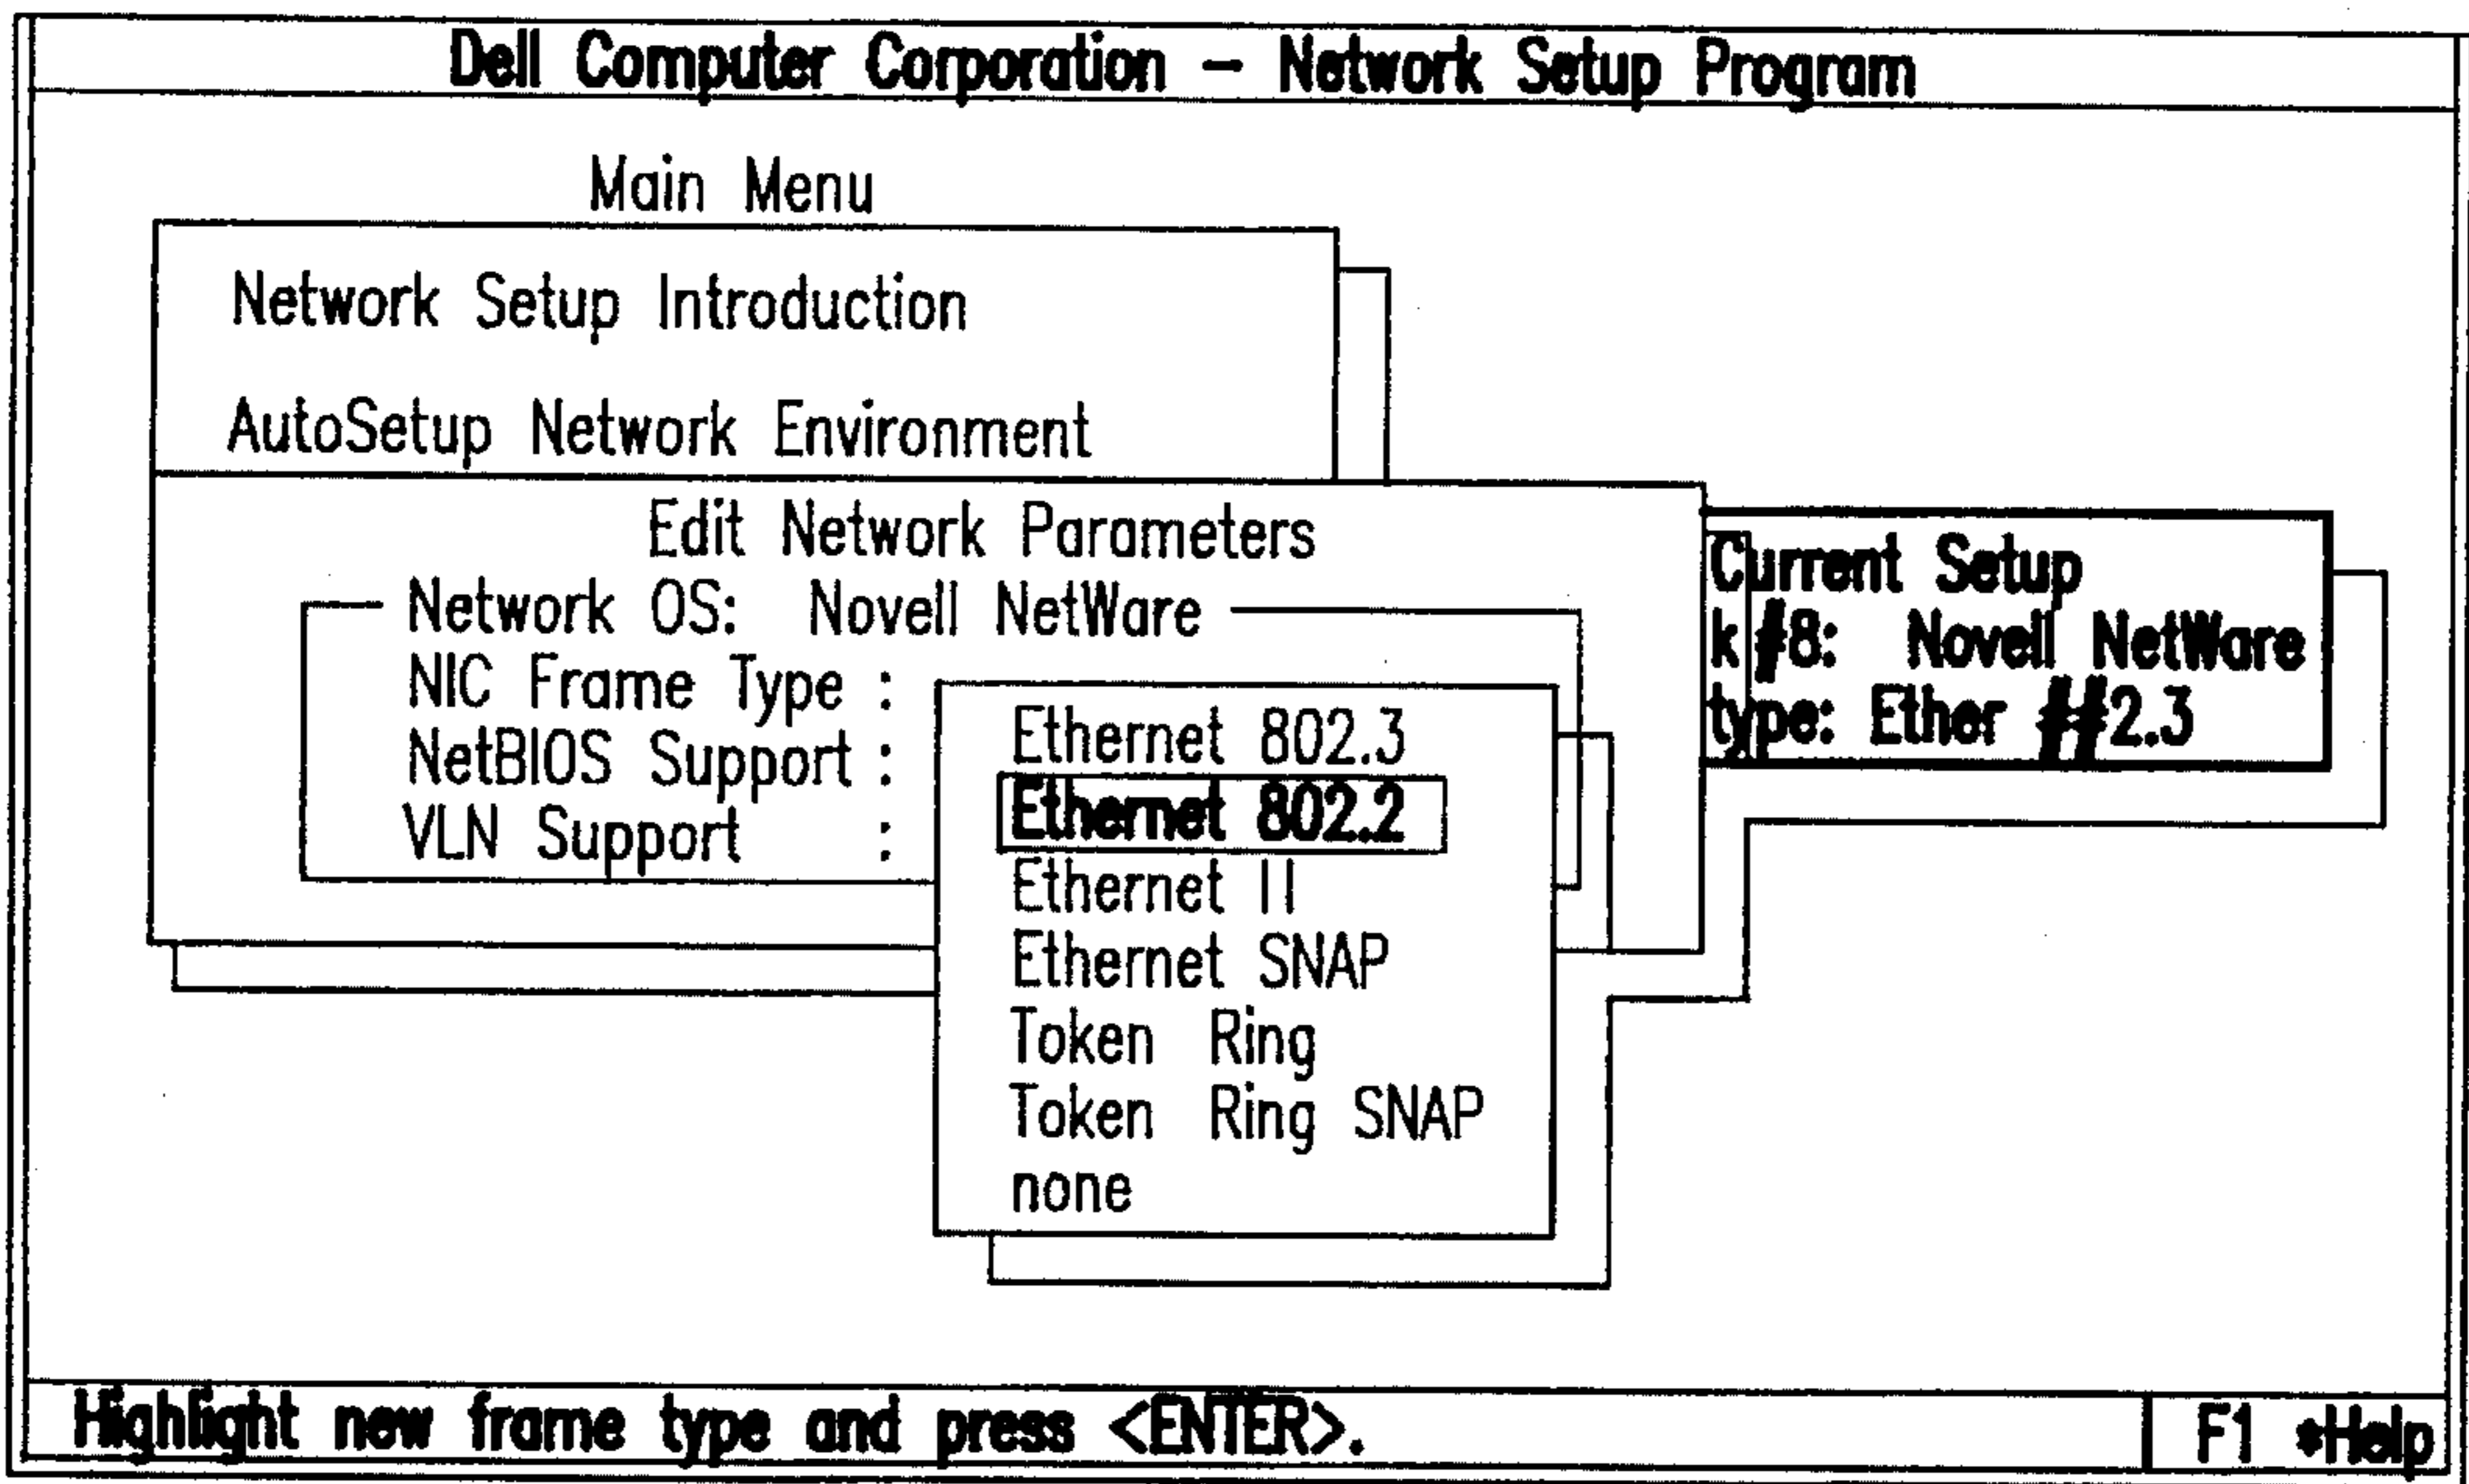 Dell Computer Corporation – Network Setup Program
Main Menu
Network Setup Introduction
AutoSetup Network Environment
Edit Network Parameters
Network OS: Novell NetWare
NIC Frame Type :
NetBIOS Support :
VLN Support :
Current Setup
k #8: Novell NetWare
type: Ether ##2.3
Ethernet 802.3
Ethernet 802.2
Ethernet II
Ethernet SNAP
Token Ring
Token Ring SNAP
none
Highlight new frame type and press <ENTER>.
F1 *Help